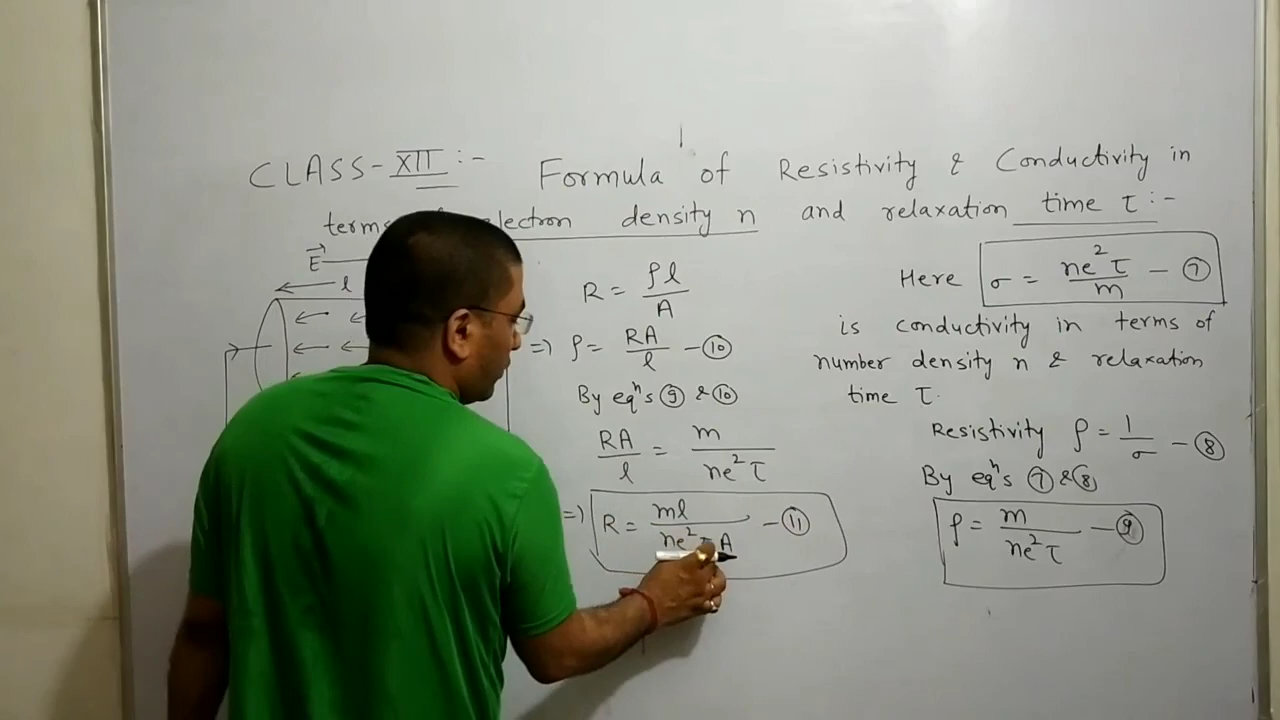 CLASS-XII :- Formula of Resistivity & Conductivity in
terms electron density n and relaxation time τ :-
E→
l
R = ρl/A
=> ρ = RA/l - ⑩
By eqⁿs ⑨ & ⑩
RA/l = m/ne²τ
=> R = ml/ne²τA - ⑪
Here σ = ne²τ/m - ⑦
is conductivity in terms of
number density n & relaxation
time τ.
Resistivity ρ = 1/σ - ⑧
By eqⁿs ⑦ & ⑧
ρ = m/ne²τ - ⑨